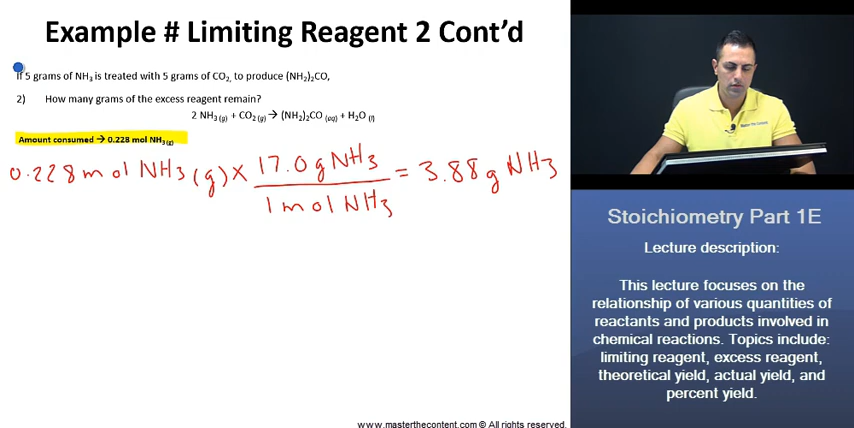 Example # Limiting Reagent 2 Cont'd
If 5 grams of NH₃ is treated with 5 grams of CO₂, to produce (NH₂)₂CO,
2) How many grams of the excess reagent remain?
2 NH₃ (g) + CO₂ (g) → (NH₂)₂CO (aq) + H₂O (l)
Amount consumed → 0.228 mol NH₃ (g)
0.228 mol NH₃ (g) × 17.0 g NH₃ / 1 mol NH₃ = 3.88 g NH₃
Stoichiometry Part 1E
Lecture description:
This lecture focuses on the
relationship of various quantities of
reactants and products involved in
chemical reactions. Topics include:
limiting reagent, excess reagent,
theoretical yield, actual yield, and
percent yield.
www.masterthecontent.com © All rights reserved.